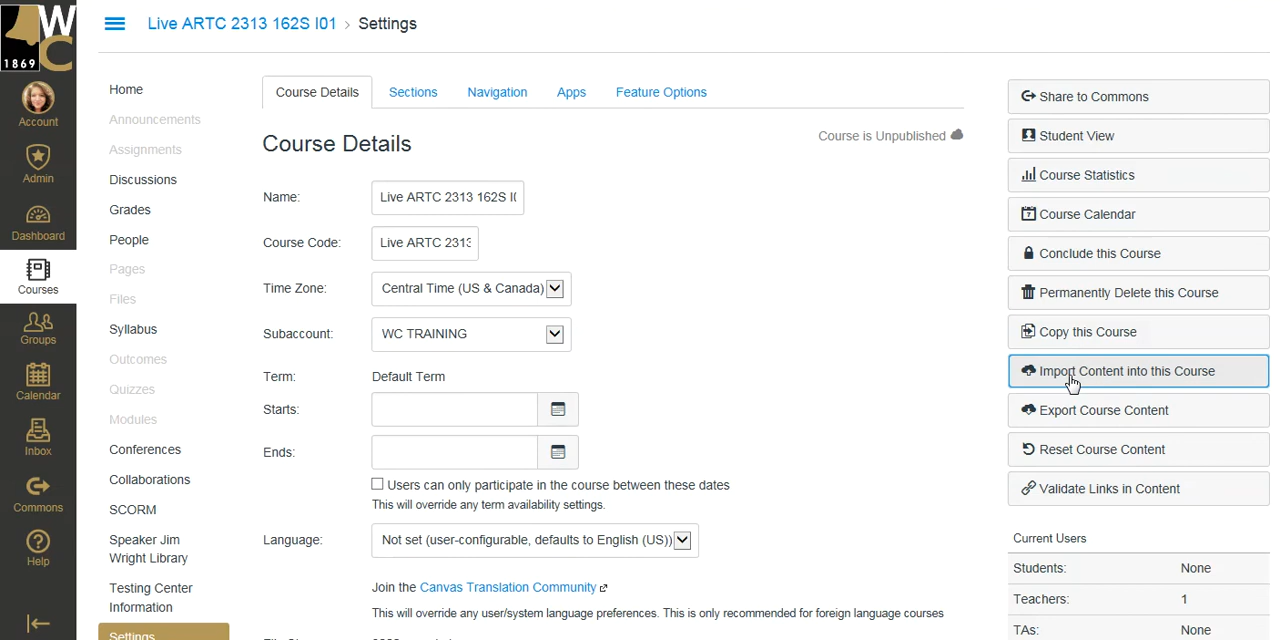 W
C
1869
Account
Admin
Dashboard
Courses
Groups
Calendar
Inbox
Commons
Help
Live ARTC 2313 162S I01 > Settings
Home
Announcements
Assignments
Discussions
Grades
People
Pages
Files
Syllabus
Outcomes
Quizzes
Modules
Conferences
Collaborations
SCORM
Speaker Jim
Wright Library
Testing Center
Information
Settings
Course Details
Sections
Navigation
Apps
Feature Options
Course Details
Course is Unpublished
Name: Live ARTC 2313 162S I(
Course Code: Live ARTC 2313
Time Zone: Central Time (US & Canada)
Subaccount: WC TRAINING
Term: Default Term
Starts:
Ends:
Users can only participate in the course between these dates
This will override any term availability settings.
Language: Not set (user-configurable, defaults to English (US))
Join the Canvas Translation Community
This will override any user/system language preferences. This is only recommended for foreign language courses
Share to Commons
Student View
Course Statistics
7 Course Calendar
Conclude this Course
Permanently Delete this Course
Copy this Course
Import Content into this Course
Export Course Content
Reset Course Content
Validate Links in Content
Current Users
Students: None
Teachers: 1
TAs: None